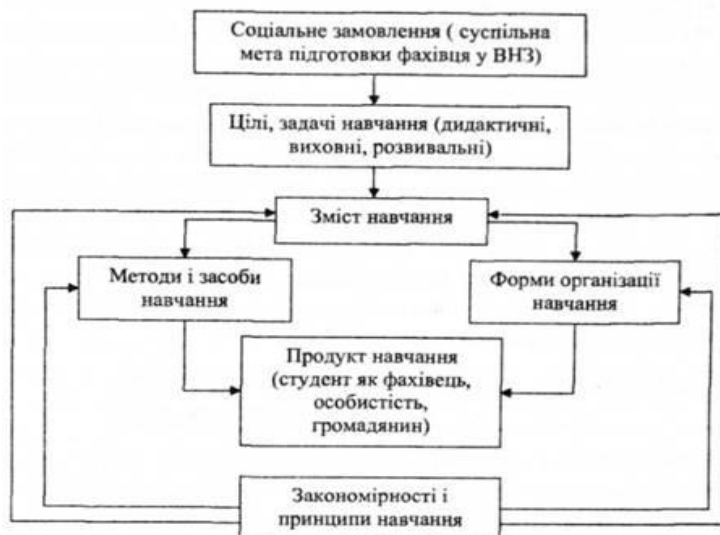 Соціальне замовлення ( суспільна
мета підготовки фахівця у ВНЗ)
Цілі, задачі навчання (дидактичні,
виховні, розвивальні)
Зміст навчання
Методи і засоби
навчання
Форми організації
навчання
Продукт навчання
(студент як фахівець,
особистість,
громадянин)
Закономірності і
принципи навчання